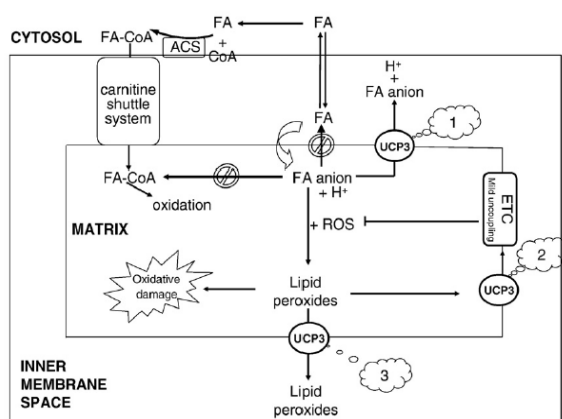 FA-CoA
FA
FA
CYTOSOL
ACS
+
CoA
H+
+
FA anion
carnitine
shuttle
system
FA
1
UCP3
FA-CoA
FA anion
+ H+
oxidation
ETC
Mild uncoupling
MATRIX
+ ROS
2
Oxidative
damage
Lipid
peroxides
UCP3
UCP3
3
INNER
MEMBRANE
SPACE
Lipid
peroxides